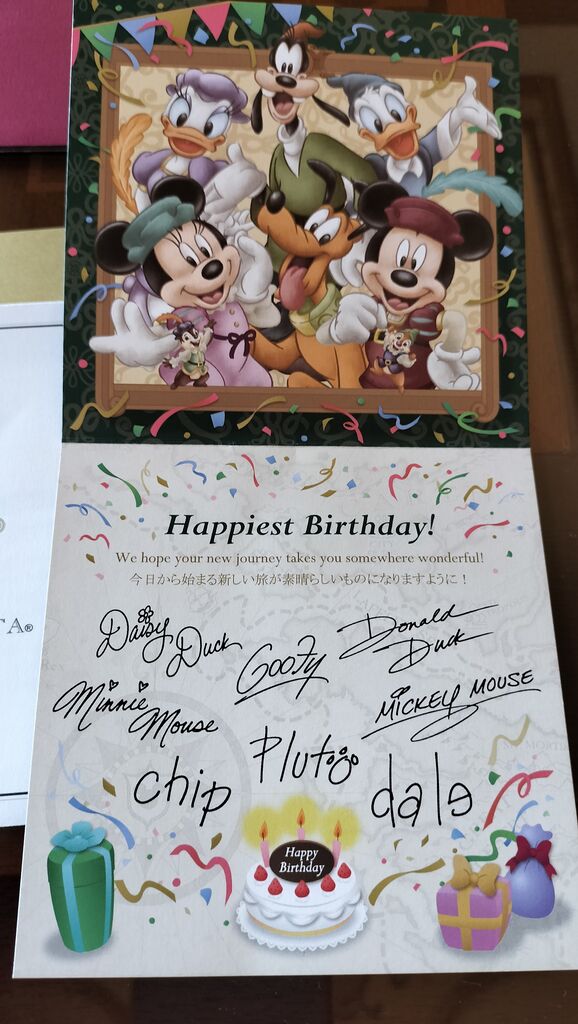 Happiest Birthday!
We hope your new journey takes you somewhere wonderful!
今日から始まる新しい旅が素晴らしいものになりますように！
Daisy Duck
Goofy
Donald Duck
Minnie Mouse
MICKEY MOUSE
Pluto
chip
dale
Happy
Birthday
TA®